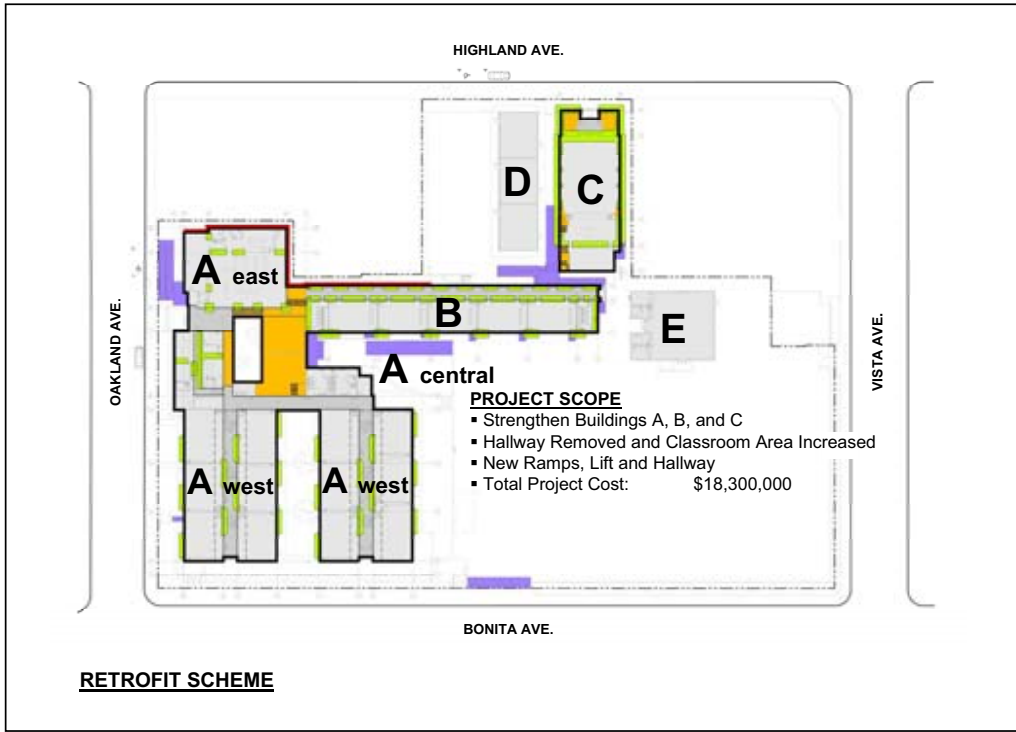 HIGHLAND AVE.
D
C
A east
OAKLAND AVE.
B
E
VISTA AVE.
A central
PROJECT SCOPE
▪ Strengthen Buildings A, B, and C
▪ Hallway Removed and Classroom Area Increased
▪ New Ramps, Lift and Hallway
▪ Total Project Cost: $18,300,000
A west
A west
BONITA AVE.
RETROFIT SCHEME